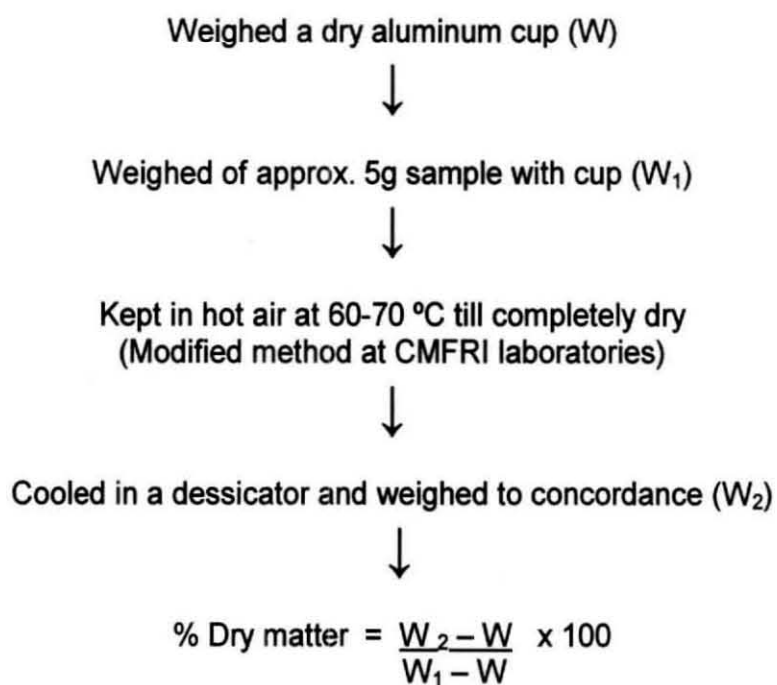 Weighed a dry aluminum cup (W)
↓
Weighed of approx. 5g sample with cup (W₁)
↓
Kept in hot air at 60-70 ºC till completely dry
(Modified method at CMFRI laboratories)
↓
Cooled in a dessicator and weighed to concordance (W₂)
↓
% Dry matter = W ₂ – W x 100
W₁ – W